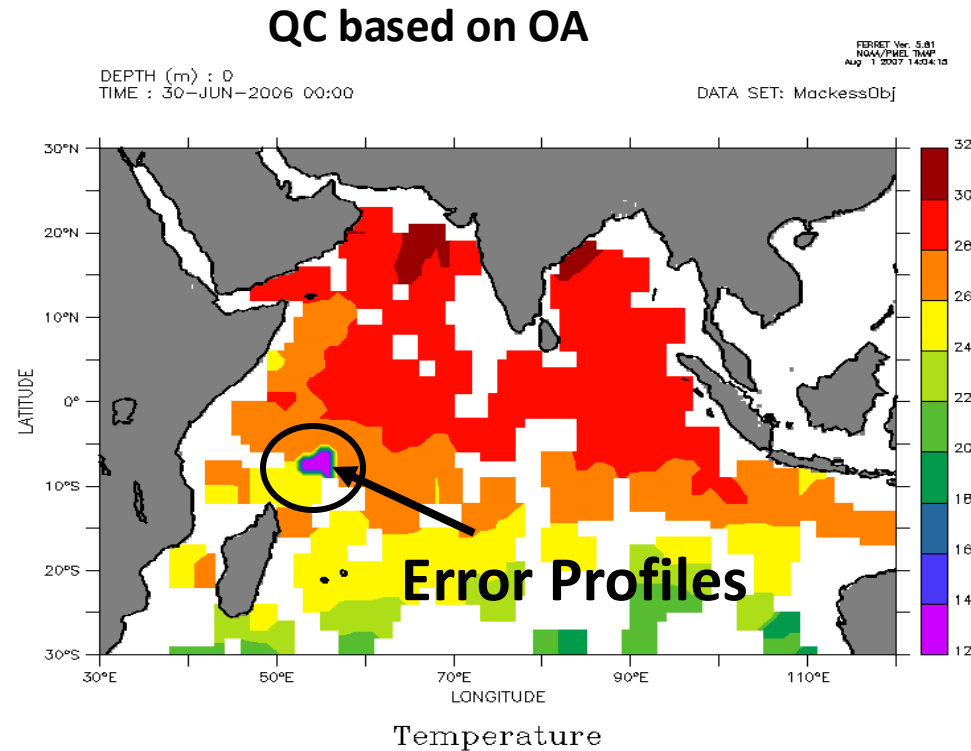 QC based on OA
FERRET Ver. 5.81
NOAA/PMEL TMAP
Aug 1 2007 14:04:15
DEPTH (m) : 0
TIME : 30-JUN-2006 00:00
DATA SET: MackessObj
30°N
20°N
10°N
0°
10°S
20°S
30°S
LATITUDE
32
30
28
26
24
22
20
18
16
14
12
Error Profiles
30°E 50°E 70°E 90°E 110°E
LONGITUDE
Temperature